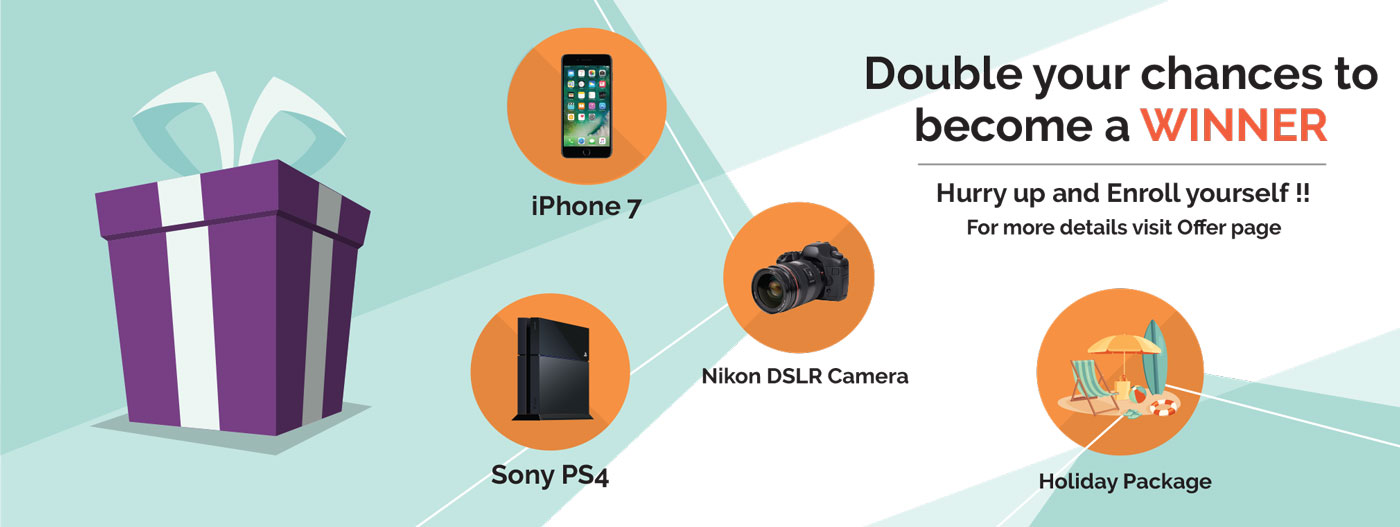 Double your chances to
become a WINNER
Hurry up and Enroll yourself !!
For more details visit Offer page
iPhone 7
Nikon DSLR Camera
Sony PS4
Holiday Package